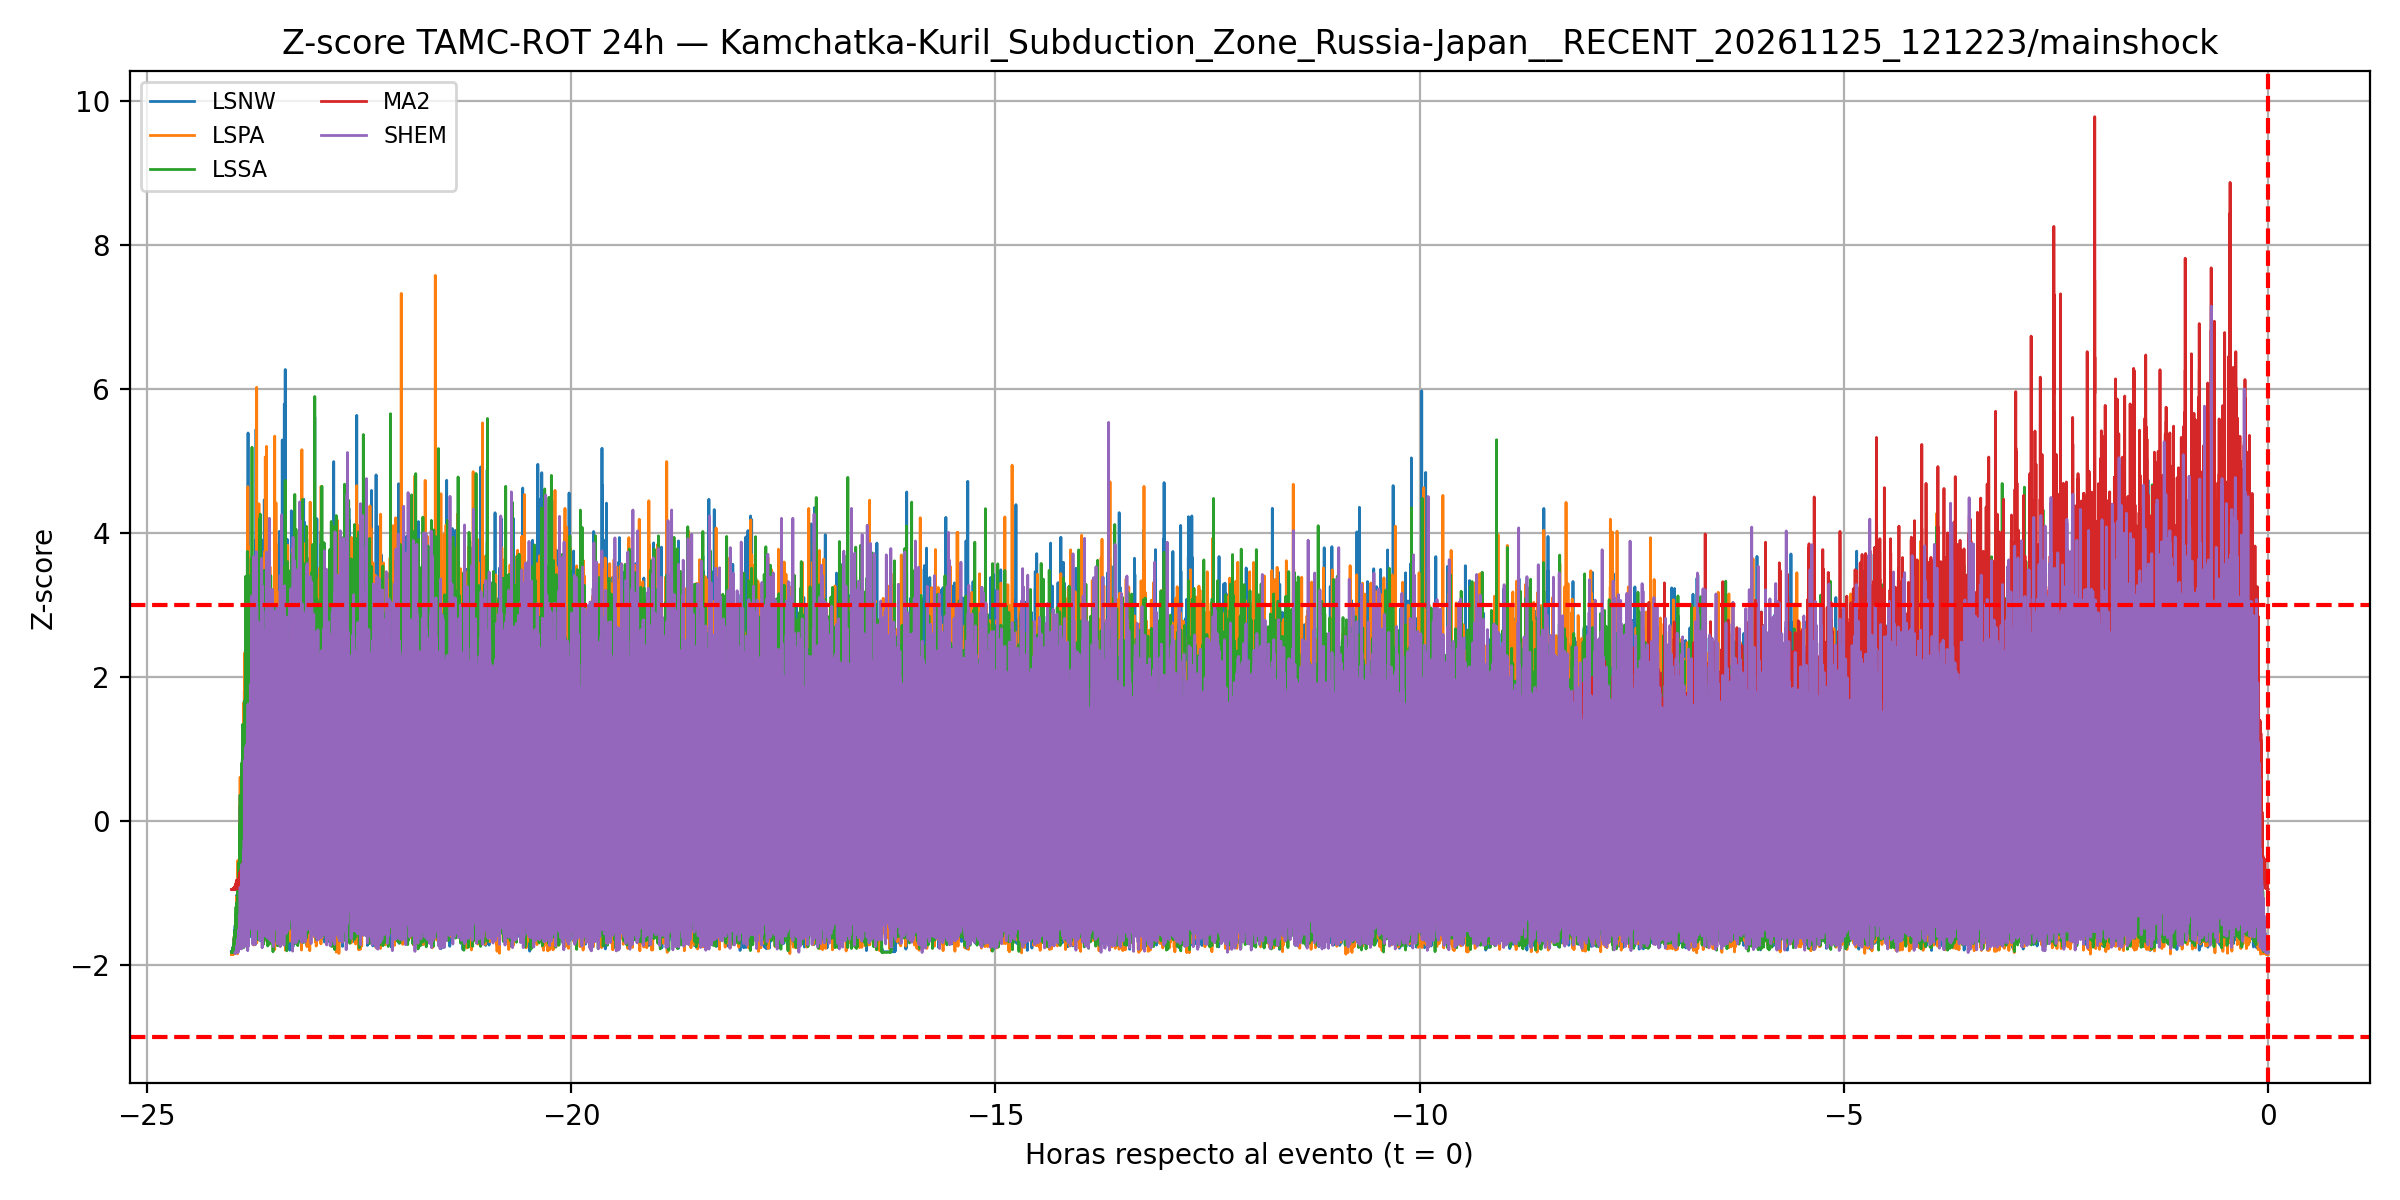 Z-score TAMC-ROT 24h — Kamchatka-Kuril_Subduction_Zone_Russia-Japan__RECENT_20261125_121223/mainshock
LSNW
LSPA
LSSA
MA2
SHEM
Z-score
10
8
6
4
2
0
−2
−25
−20
−15
−10
−5
0
Horas respecto al evento (t = 0)